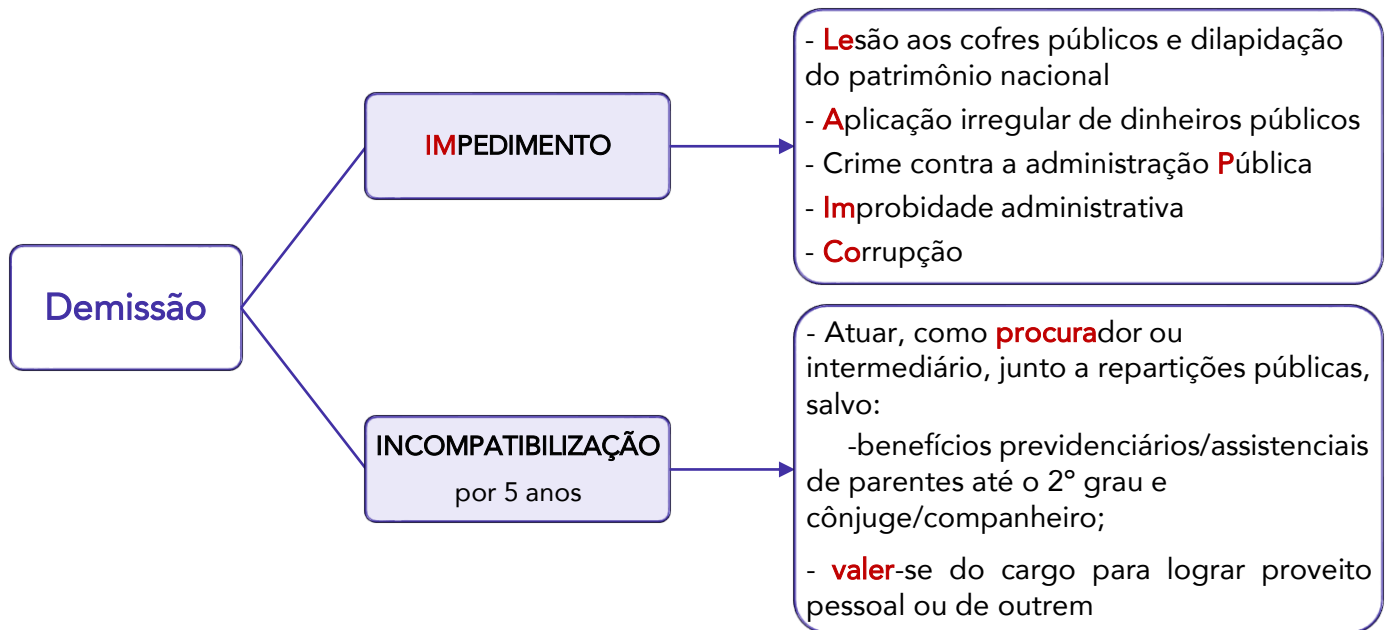 Demissão
IMPEDIMENTO
- Lesão aos cofres públicos e dilapidação
do patrimônio nacional
- Aplicação irregular de dinheiros públicos
- Crime contra a administração Pública
- Improbidade administrativa
- Corrupção
INCOMPATIBILIZAÇÃO
por 5 anos
- Atuar, como procurador ou
intermediário, junto a repartições públicas,
salvo:
-benefícios previdenciários/assistenciais
de parentes até o 2º grau e
cônjuge/companheiro;
- valer-se do cargo para lograr proveito
pessoal ou de outrem